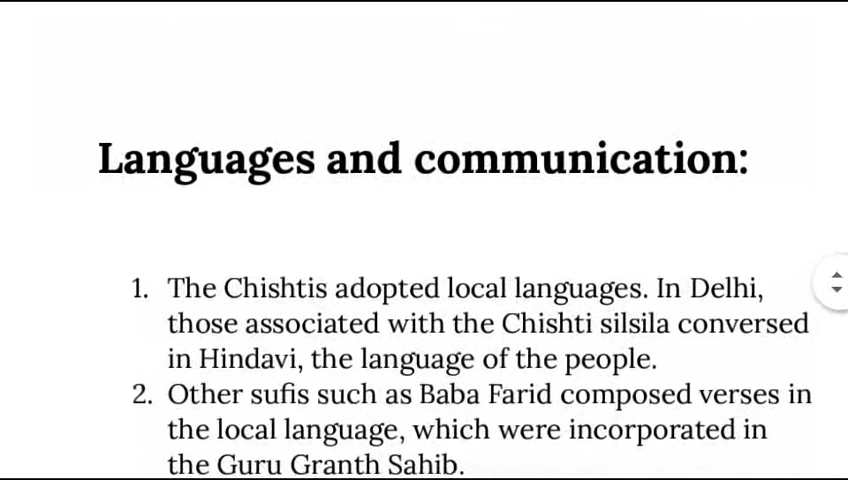 Languages and communication:
1. The Chishtis adopted local languages. In Delhi,
those associated with the Chishti silsila conversed
in Hindavi, the language of the people.
2. Other sufis such as Baba Farid composed verses in
the local language, which were incorporated in
the Guru Granth Sahib.